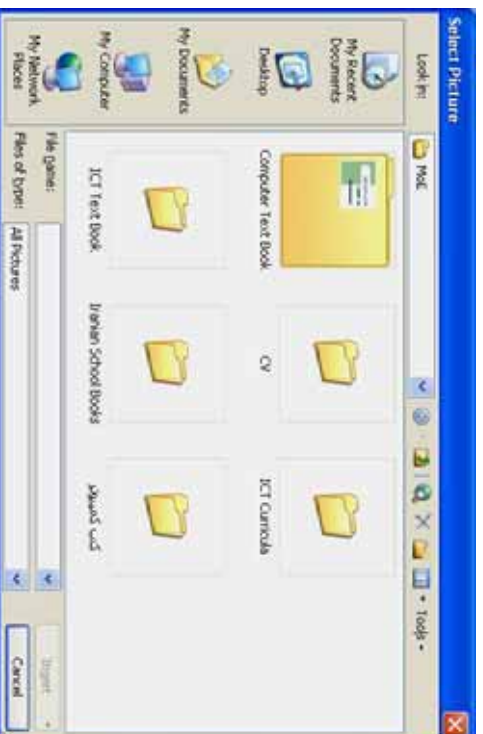 Select Picture
Look in:
MoE
Tools
My Recent
Documents
Desktop
My Documents
My Computer
My Network
Places
Computer Text Book
CV
ICT Curricula
ICT Text Book
Iranian School Books
کتب کمپیوتر
File name:
Files of type:
All Pictures
Insert
Cancel